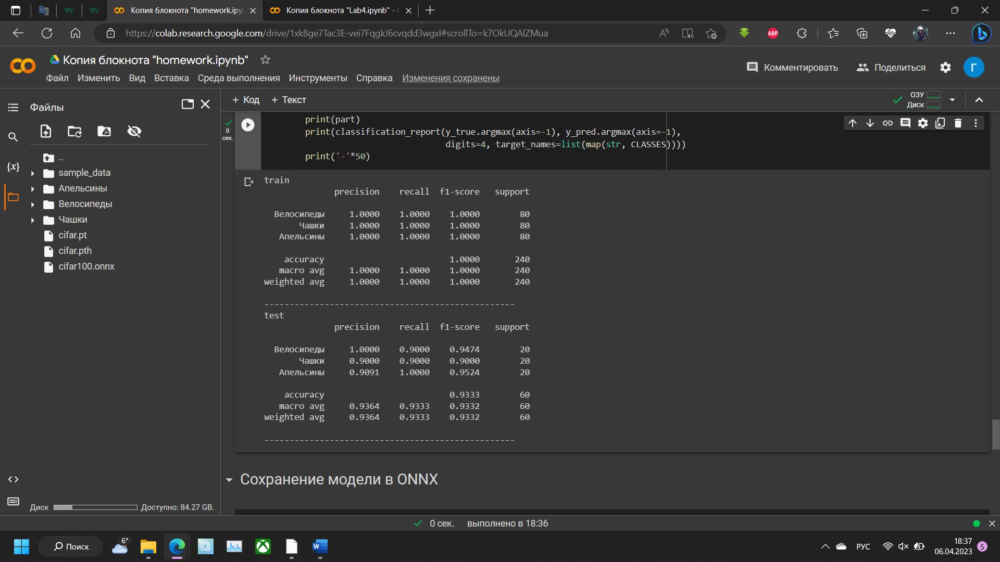 Копия блокнота "homework.ipyn
Копия блокнота "Lab4.ipynb" -
https://colab.research.google.com/drive/1xk8ge7Tac3E-vei7FqgkJ6cvqdd3wgxI#scrollTo=k7OkUQAlZMua
ABP
Копия блокнота "homework.ipynb"
Комментировать
Поделиться
Г
Файл Изменить Вид Вставка Среда выполнения Инструменты Справка Изменения сохранены
Файлы
+ Код + Текст
ОЗУ
Диск
..
sample_data
Апельсины
Велосипеды
Чашки
cifar.pt
cifar.pth
cifar100.onnx
{x}
0
сек.
print(part)
print(classification_report(y_true.argmax(axis=-1), y_pred.argmax(axis=-1),
digits=4, target_names=list(map(str, CLASSES))))
print('-'*50)
train
precision recall f1-score support
Велосипеды 1.0000 1.0000 1.0000 80
Чашки 1.0000 1.0000 1.0000 80
Апельсины 1.0000 1.0000 1.0000 80
accuracy 1.0000 240
macro avg 1.0000 1.0000 1.0000 240
weighted avg 1.0000 1.0000 1.0000 240
--------------------------------------------------
test
precision recall f1-score support
Велосипеды 1.0000 0.9000 0.9474 20
Чашки 0.9000 0.9000 0.9000 20
Апельсины 0.9091 1.0000 0.9524 20
accuracy 0.9333 60
macro avg 0.9364 0.9333 0.9332 60
weighted avg 0.9364 0.9333 0.9332 60
--------------------------------------------------
Сохранение модели в ONNX
Диск Доступно: 84.27 GB.
0 сек. выполнено в 18:36
Поиск
6°
РУС
18:37
06.04.2023
5